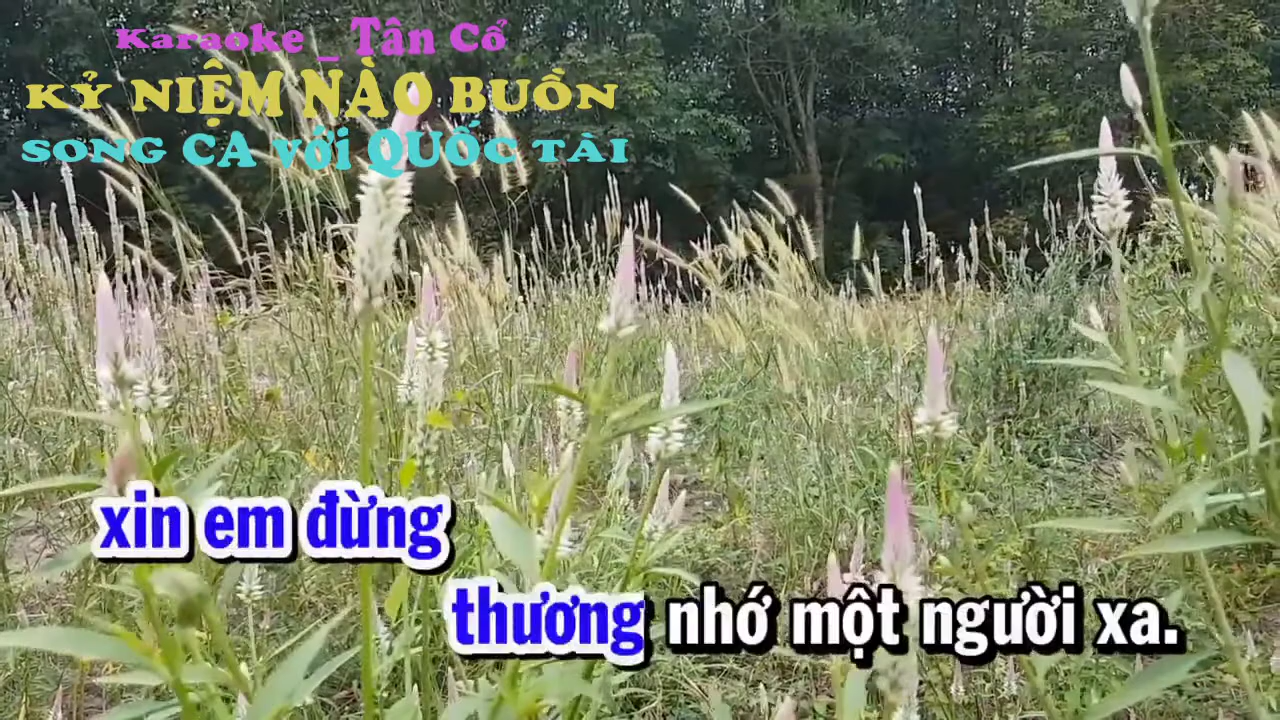 Karaoke _ Tân Cổ
KỶ NIỆM NÀO BUỒN
SONG CA với QUỐC TÀI
xin em đừng
thương nhớ một người xa.